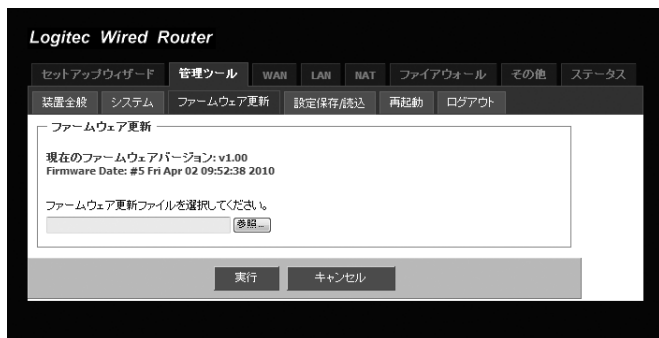 Logitec Wired Router
セットアップウィザード 管理ツール WAN LAN NAT ファイアウォール その他 ステータス
装置全般 システム ファームウェア更新 設定保存/読込 再起動 ログアウト
ファームウェア更新
現在のファームウェアバージョン: v1.00
Firmware Date: #5 Fri Apr 02 09:52:38 2010
ファームウェア更新ファイルを選択してください。
参照...
実行 キャンセル